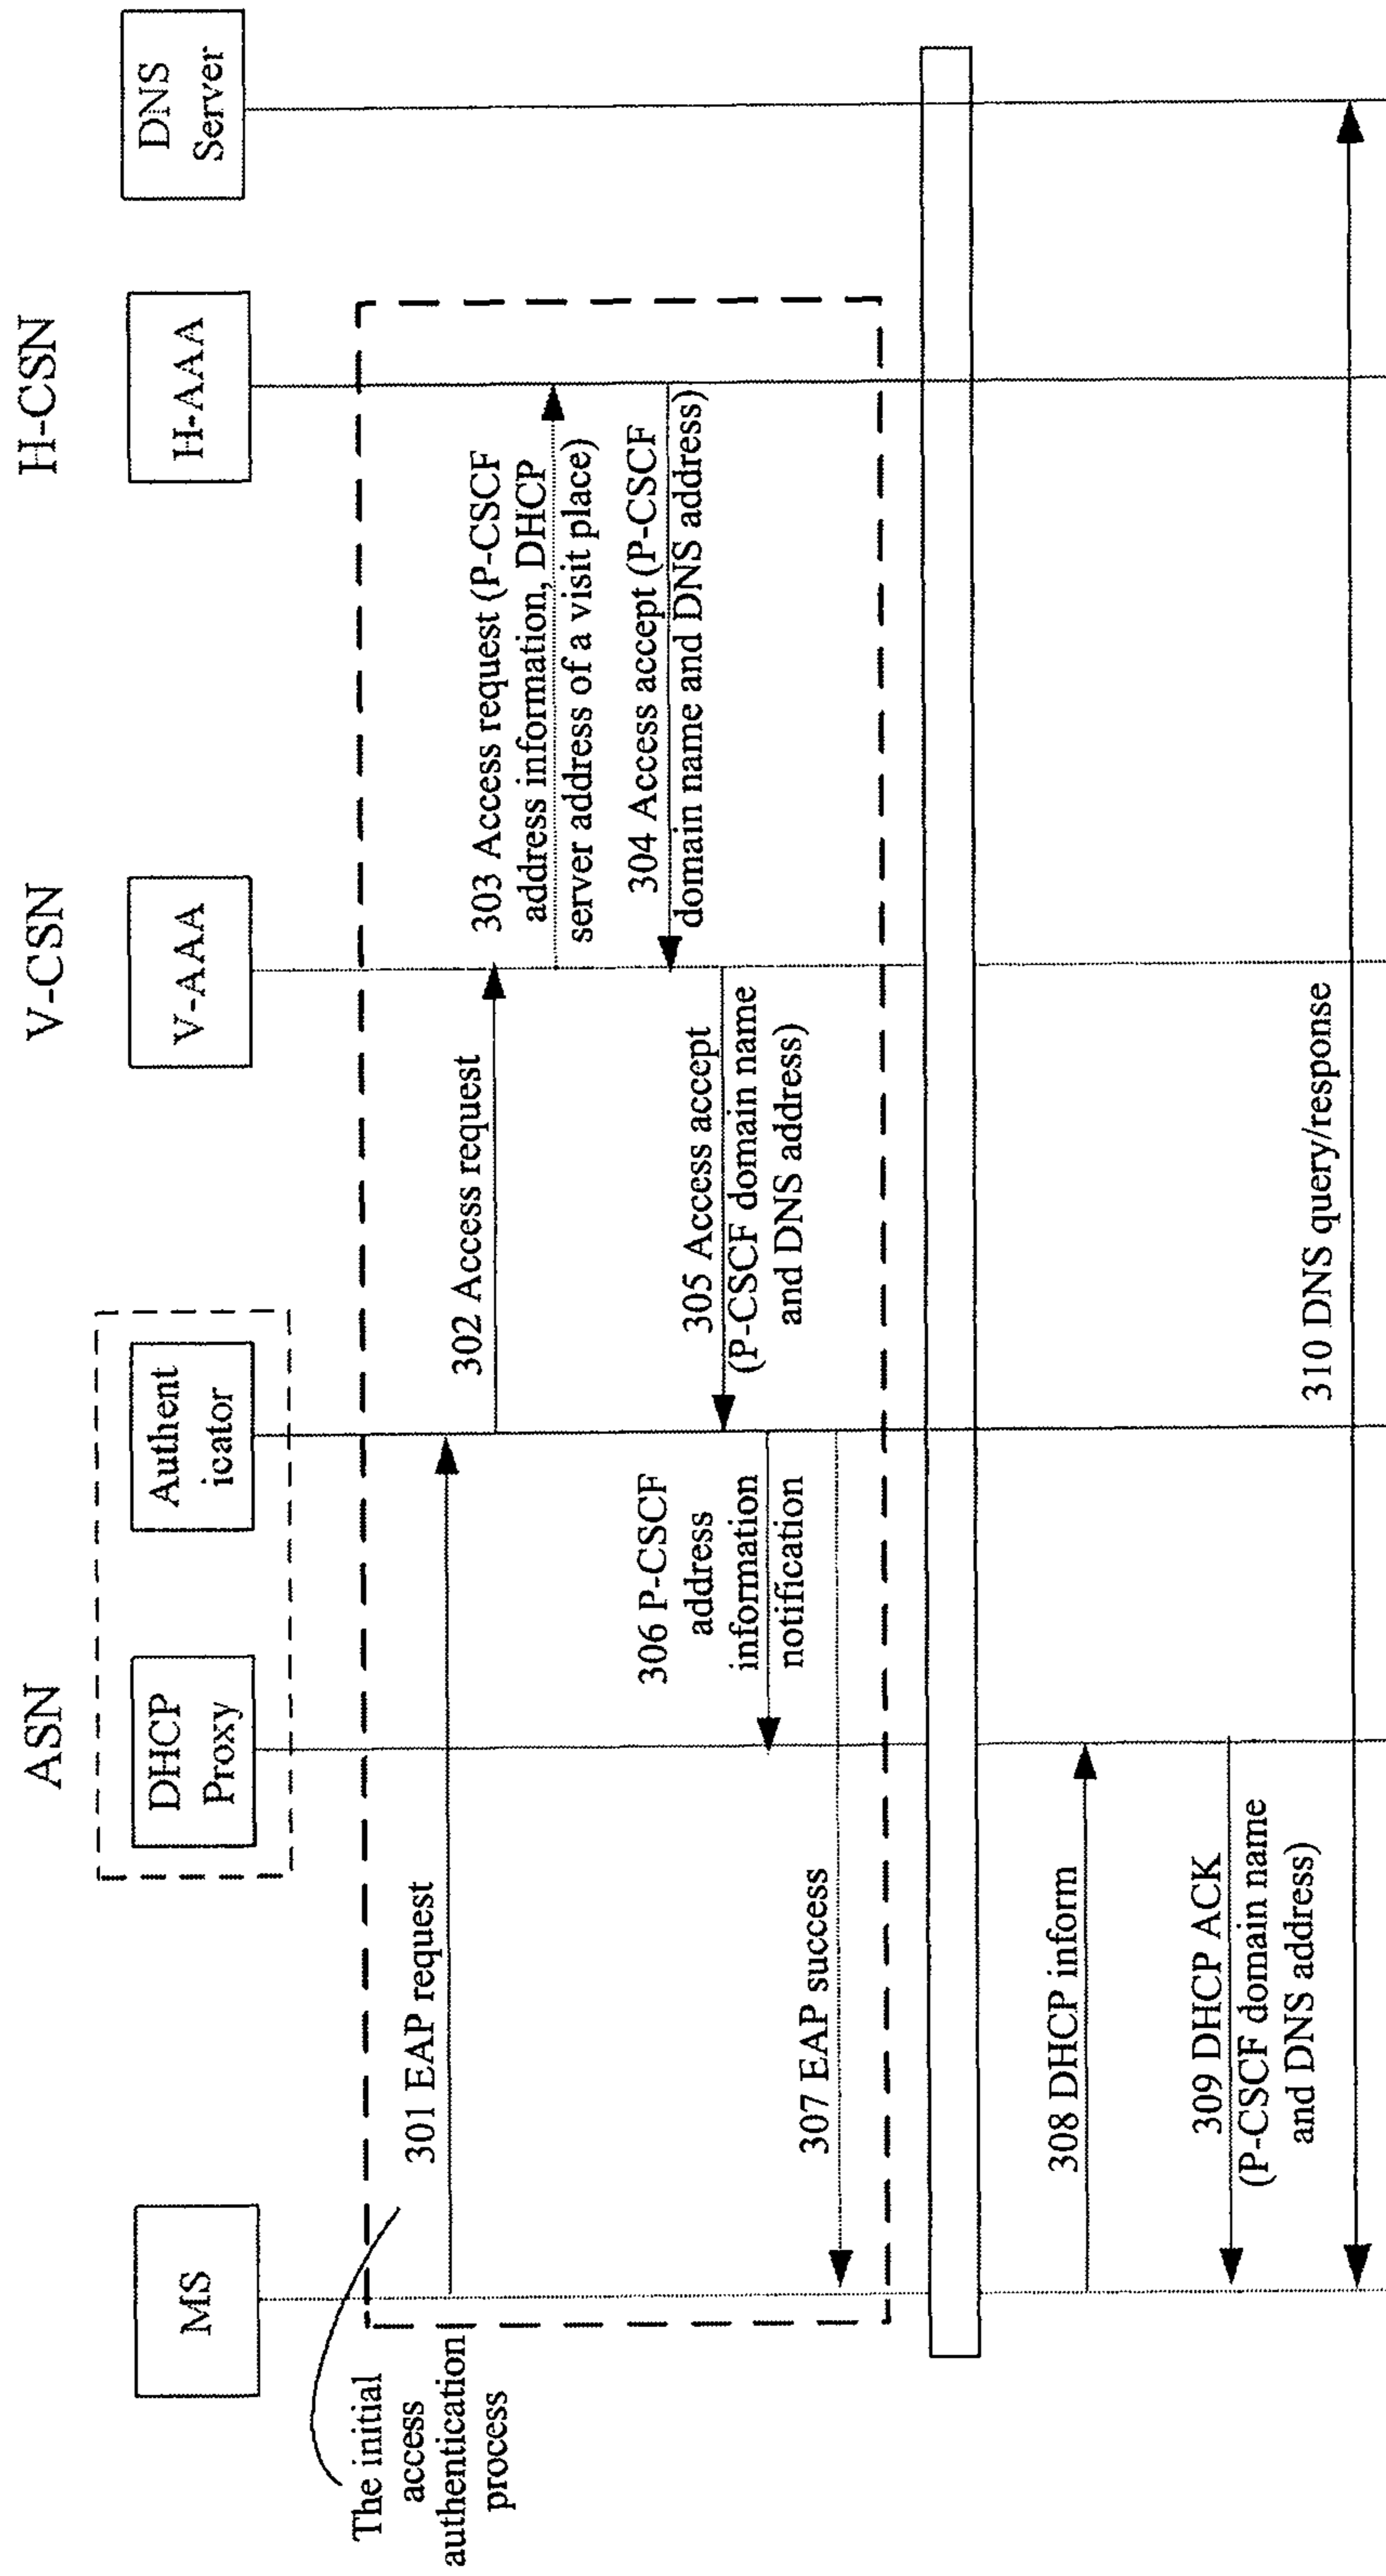 ASN
V-CSN
H-CSN
MS
DHCP
Proxy
Authent
icator
V-AAA
H-AAA
DNS
Server
The initial
access
authentication
process
301 EAP request
302 Access request
303 Access request (P-CSCF
address information, DHCP
server address of a visit place)
304 Access accept (P-CSCF
domain name and DNS address)
305 Access accept
(P-CSCF domain name
and DNS address)
306 P-CSCF
address
information
notification
307 EAP success
308 DHCP inform
309 DHCP ACK
(P-CSCF domain name
and DNS address)
310 DNS query/response